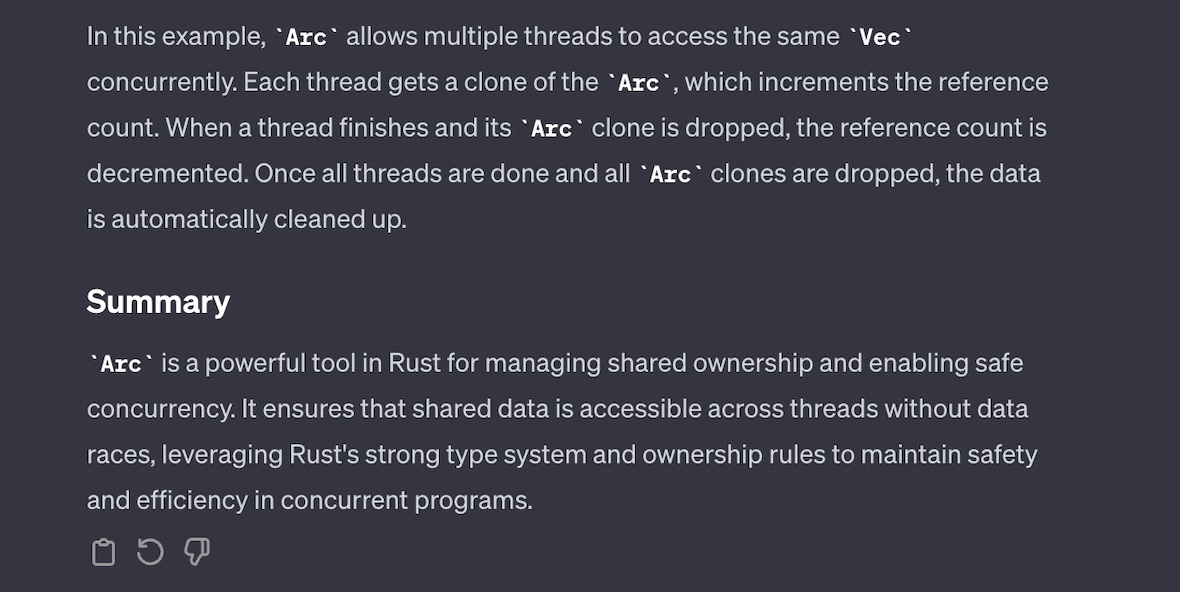 In this example, `Arc` allows multiple threads to access the same `Vec`
concurrently. Each thread gets a clone of the `Arc`, which increments the reference
count. When a thread finishes and its `Arc` clone is dropped, the reference count is
decremented. Once all threads are done and all `Arc` clones are dropped, the data
is automatically cleaned up.
Summary
`Arc` is a powerful tool in Rust for managing shared ownership and enabling safe
concurrency. It ensures that shared data is accessible across threads without data
races, leveraging Rust's strong type system and ownership rules to maintain safety
and efficiency in concurrent programs.